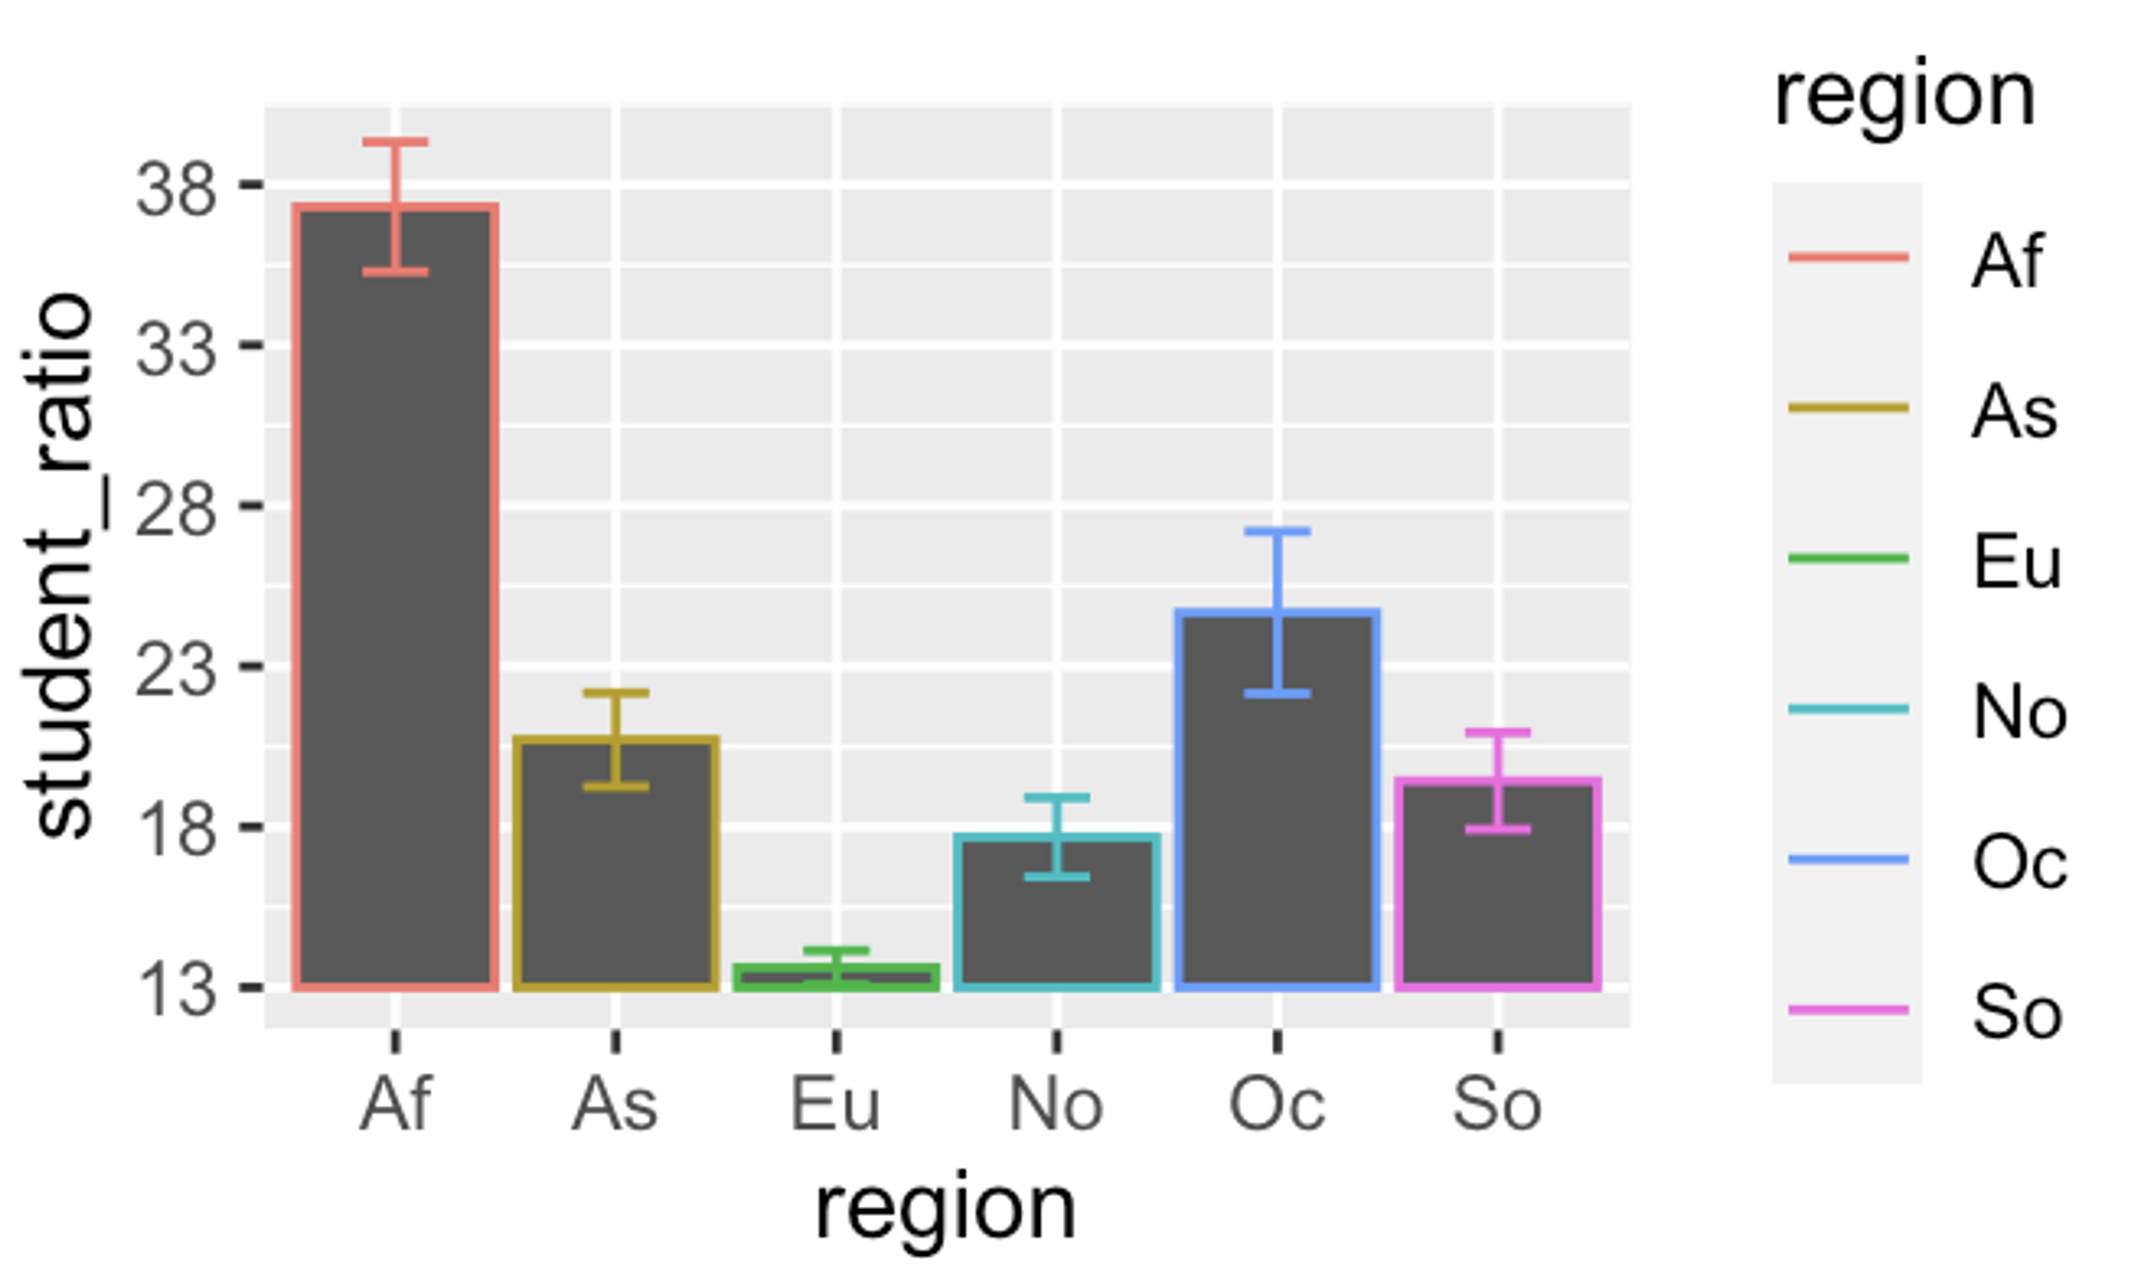 student_ratio
38
33
28
23
18
13
Af As Eu No Oc So
region
region
Af
As
Eu
No
Oc
So